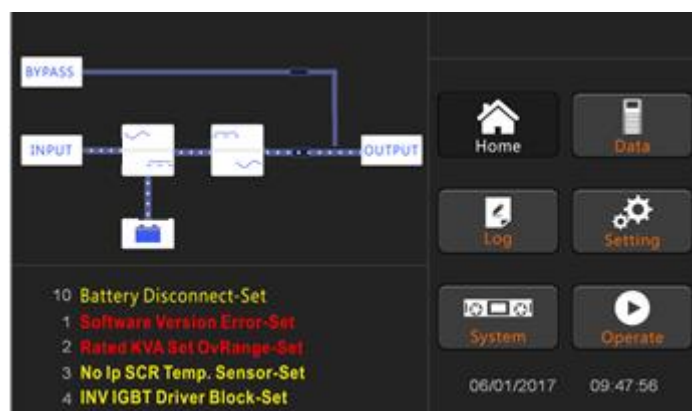 BYPASS
INPUT
OUTPUT
10 Battery Disconnect-Set
1 Software Version Error-Set
2 Rated KVA Set OvRange-Set
3 No Ip SCR Temp. Sensor-Set
4 INV IGBT Driver Block-Set
Home
Data
Log
Setting
System
Operate
06/01/2017 09:47:56